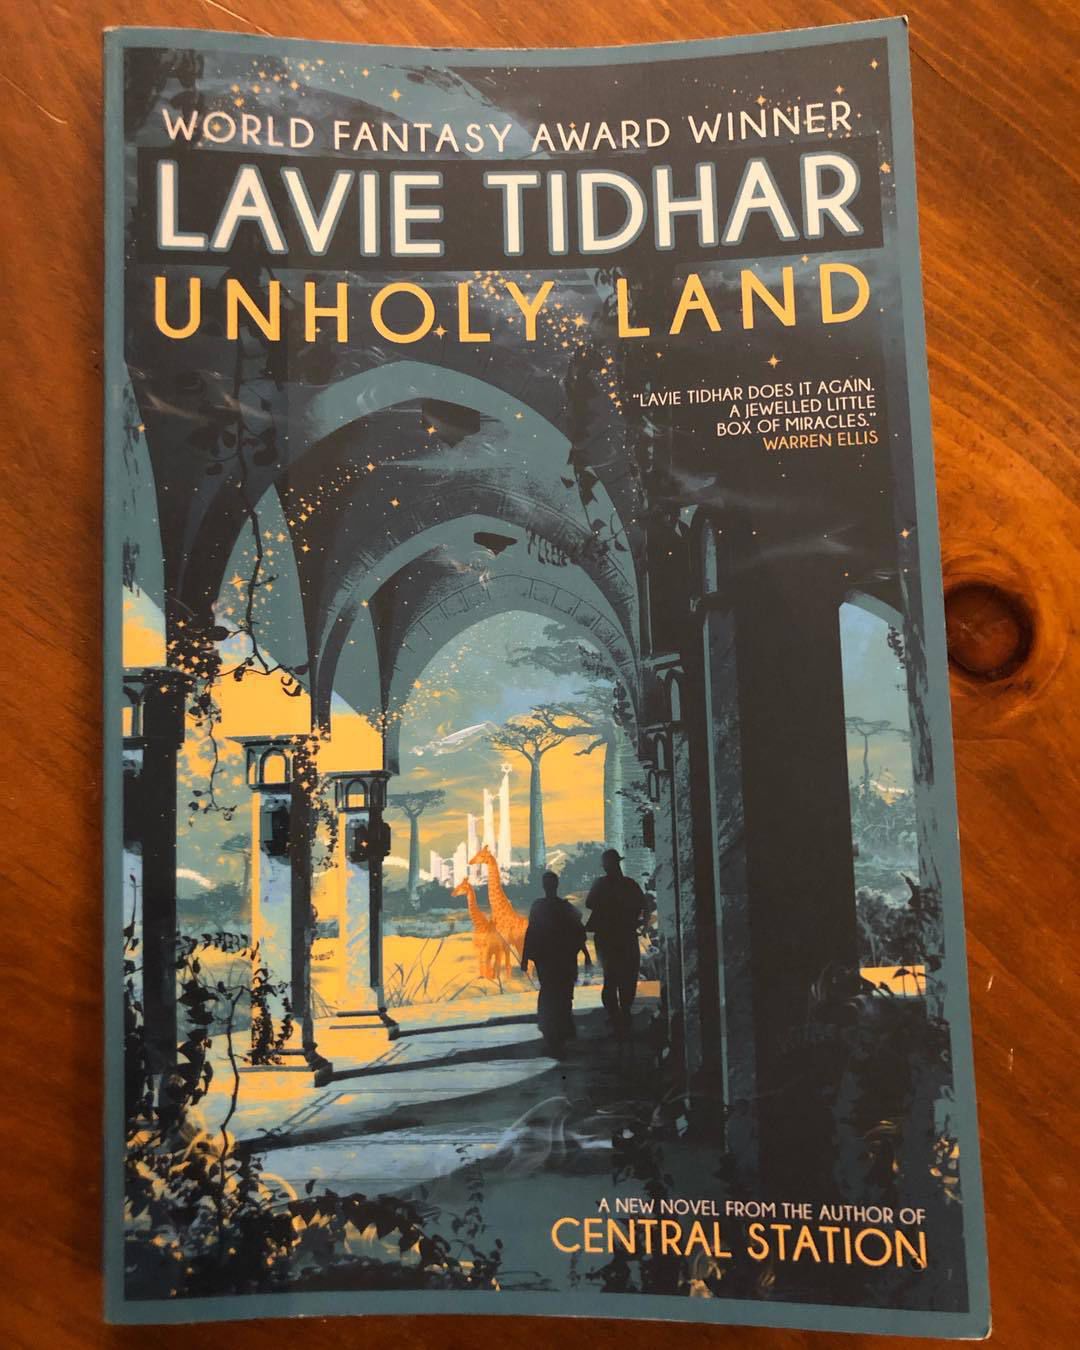 WORLD FANTASY AWARD WINNER
LAVIE TIDHAR
UNHOLY LAND
"LAVIE TIDHAR DOES IT AGAIN.
A JEWELLED LITTLE
BOX OF MIRACLES."
WARREN ELLIS
A NEW NOVEL FROM THE AUTHOR OF
CENTRAL STATION